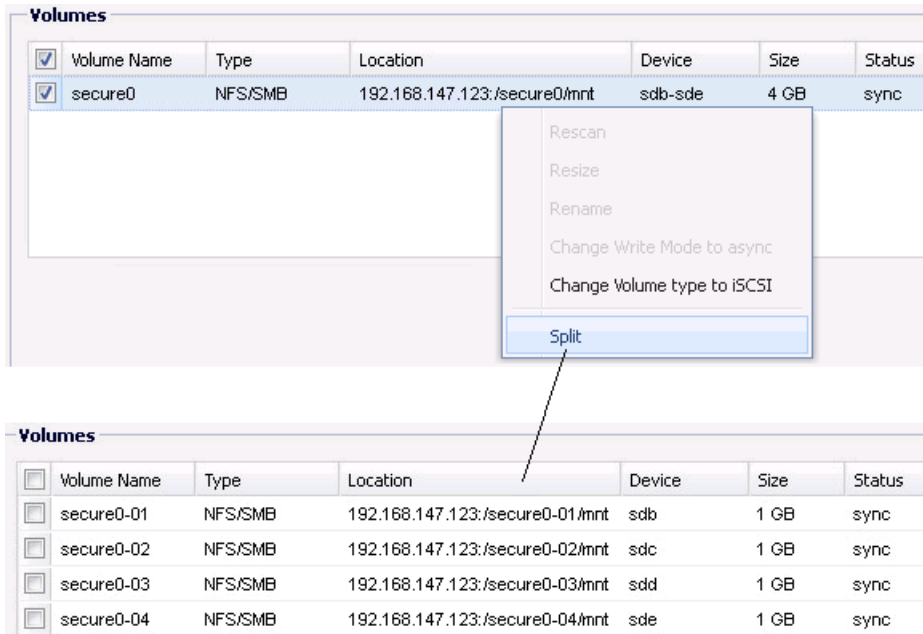 Volumes
Volume Name Type Location Device Size Status
secure0 NFS/SMB 192.168.147.123:/secure0/mnt sdb-sde 4 GB sync
Rescan
Resize
Rename
Change Write Mode to async
Change Volume type to iSCSI
Split
Volumes
Volume Name Type Location Device Size Status
secure0-01 NFS/SMB 192.168.147.123:/secure0-01/mnt sdb 1 GB sync
secure0-02 NFS/SMB 192.168.147.123:/secure0-02/mnt sdc 1 GB sync
secure0-03 NFS/SMB 192.168.147.123:/secure0-03/mnt sdd 1 GB sync
secure0-04 NFS/SMB 192.168.147.123:/secure0-04/mnt sde 1 GB sync